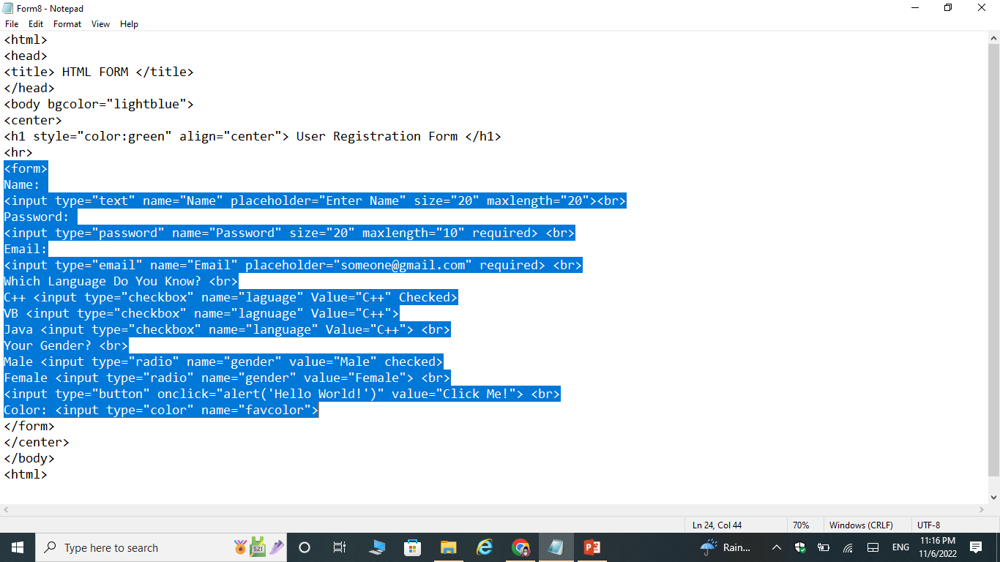 Form8 - Notepad
File Edit Format View Help
<html>
<head>
<title> HTML FORM </title>
</head>
<body bgcolor="lightblue">
<center>
<h1 style="color:green" align="center"> User Registration Form </h1>
<hr>
<form>
Name:
<input type="text" name="Name" placeholder="Enter Name" size="20" maxlength="20"><br>
Password:
<input type="password" name="Password" size="20" maxlength="10" required> <br>
Email:
<input type="email" name="Email" placeholder="someone@gmail.com" required> <br>
Which Language Do You Know? <br>
C++ <input type="checkbox" name="laguage" Value="C++" Checked>
VB <input type="checkbox" name="lagnuage" Value="C++">
Java <input type="checkbox" name="language" Value="C++"> <br>
Your Gender? <br>
Male <input type="radio" name="gender" value="Male" checked>
Female <input type="radio" name="gender" value="Female"> <br>
<input type="button" onclick="alert('Hello World!')" value="Click Me!"> <br>
Color: <input type="color" name="favcolor">
</form>
</center>
</body>
<html>
Ln 24, Col 44 70% Windows (CRLF) UTF-8
Type here to search 521 Rain... ENG 11:16 PM
11/6/2022